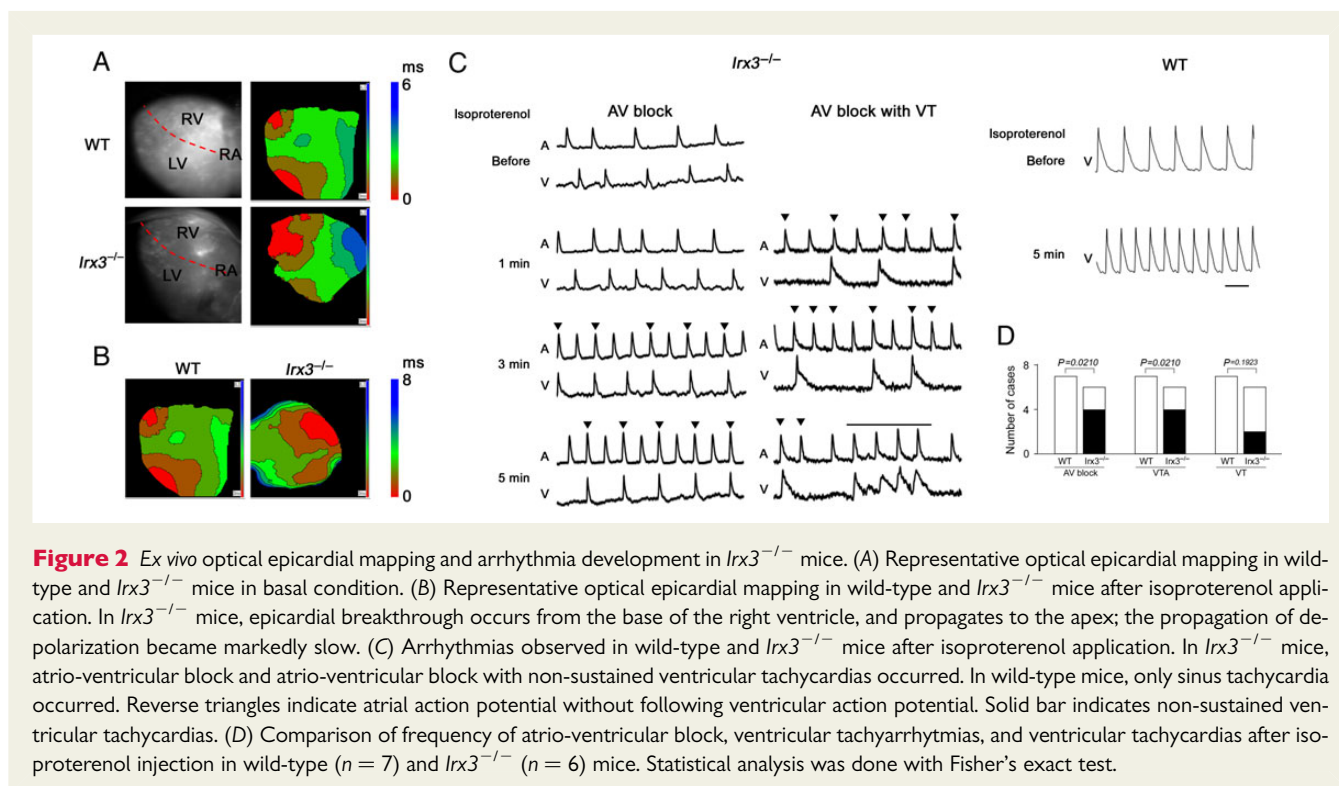 A
ms
6
0
WT
RV
LV
RA
Irx3−/−
RV
LV
RA
B
WT
Irx3−/−
ms
8
0
C
Irx3−/−
WT
Isoproterenol
AV block
AV block with VT
Before
A
V
1 min
A
V
A
V
3 min
A
V
A
V
5 min
A
V
A
V
Isoproterenol
Before
V
5 min
V
D
P=0.0210
P=0.0210
P=0.1923
Number of cases
8
4
0
WT Irx3−/−
WT Irx3−/−
WT Irx3−/−
AV block
VTA
VT
Figure 2 Ex vivo optical epicardial mapping and arrhythmia development in Irx3−/− mice. (A) Representative optical epicardial mapping in wild-
type and Irx3−/− mice in basal condition. (B) Representative optical epicardial mapping in wild-type and Irx3−/− mice after isoproterenol appli-
cation. In Irx3−/− mice, epicardial breakthrough occurs from the base of the right ventricle, and propagates to the apex; the propagation of de-
polarization became markedly slow. (C) Arrhythmias observed in wild-type and Irx3−/− mice after isoproterenol application. In Irx3−/− mice,
atrio-ventricular block and atrio-ventricular block with non-sustained ventricular tachycardias occurred. In wild-type mice, only sinus tachycardia
occurred. Reverse triangles indicate atrial action potential without following ventricular action potential. Solid bar indicates non-sustained ven-
tricular tachycardias. (D) Comparison of frequency of atrio-ventricular block, ventricular tachyarrhytmias, and ventricular tachycardias after iso-
proterenol injection in wild-type (n = 7) and Irx3−/− (n = 6) mice. Statistical analysis was done with Fisher's exact test.